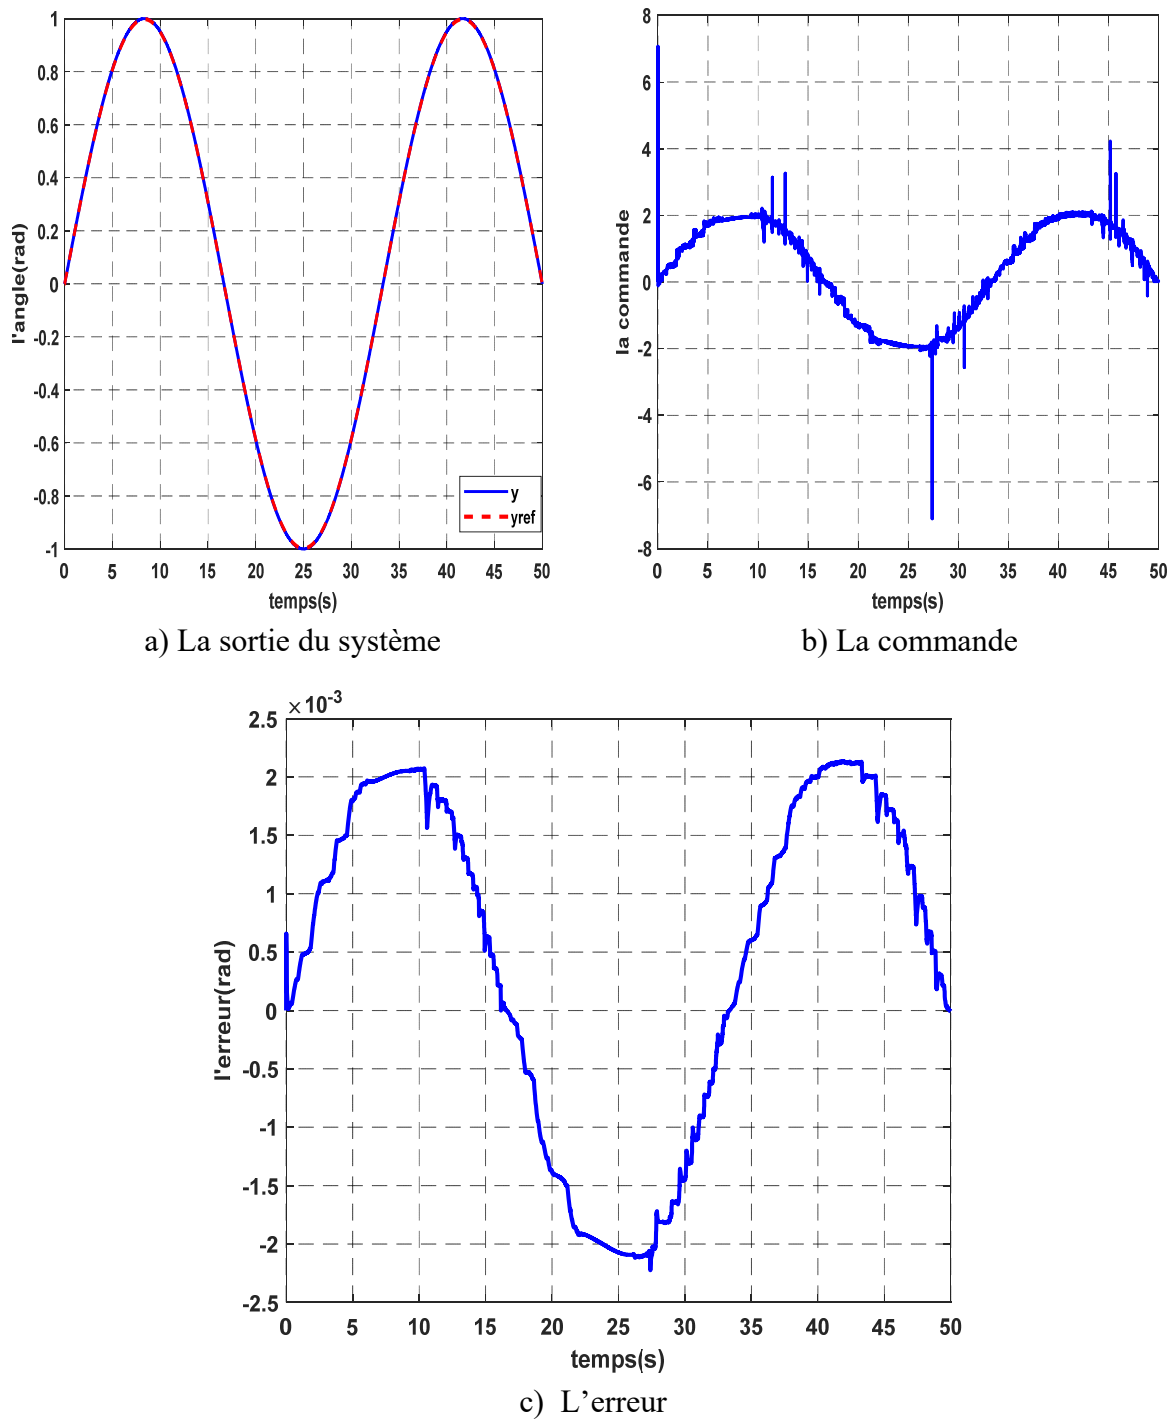 1
0.8
0.6
0.4
0.2
0
-0.2
-0.4
-0.6
-0.8
-1
l'angle(rad)
y
yref
0 5 10 15 20 25 30 35 40 45 50
temps(s)
a) La sortie du système
8
6
4
2
0
-2
-4
-6
-8
la commande
0 5 10 15 20 25 30 35 40 45 50
temps(s)
b) La commande
×10-3
2.5
2
1.5
1
0.5
0
-0.5
-1
-1.5
-2
-2.5
l'erreur(rad)
0 5 10 15 20 25 30 35 40 45 50
temps(s)
c) L’erreur